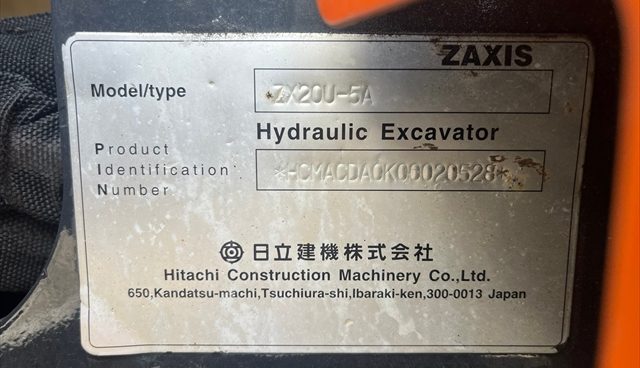 ZAXIS
Model/type ZX20U-5A
Hydraulic Excavator
Product
Identification *HCMACDA0K00020528*
Number
日立建機株式会社
Hitachi Construction Machinery Co.,Ltd.
650,Kandatsu-machi,Tsuchiura-shi,Ibaraki-ken,300-0013 Japan